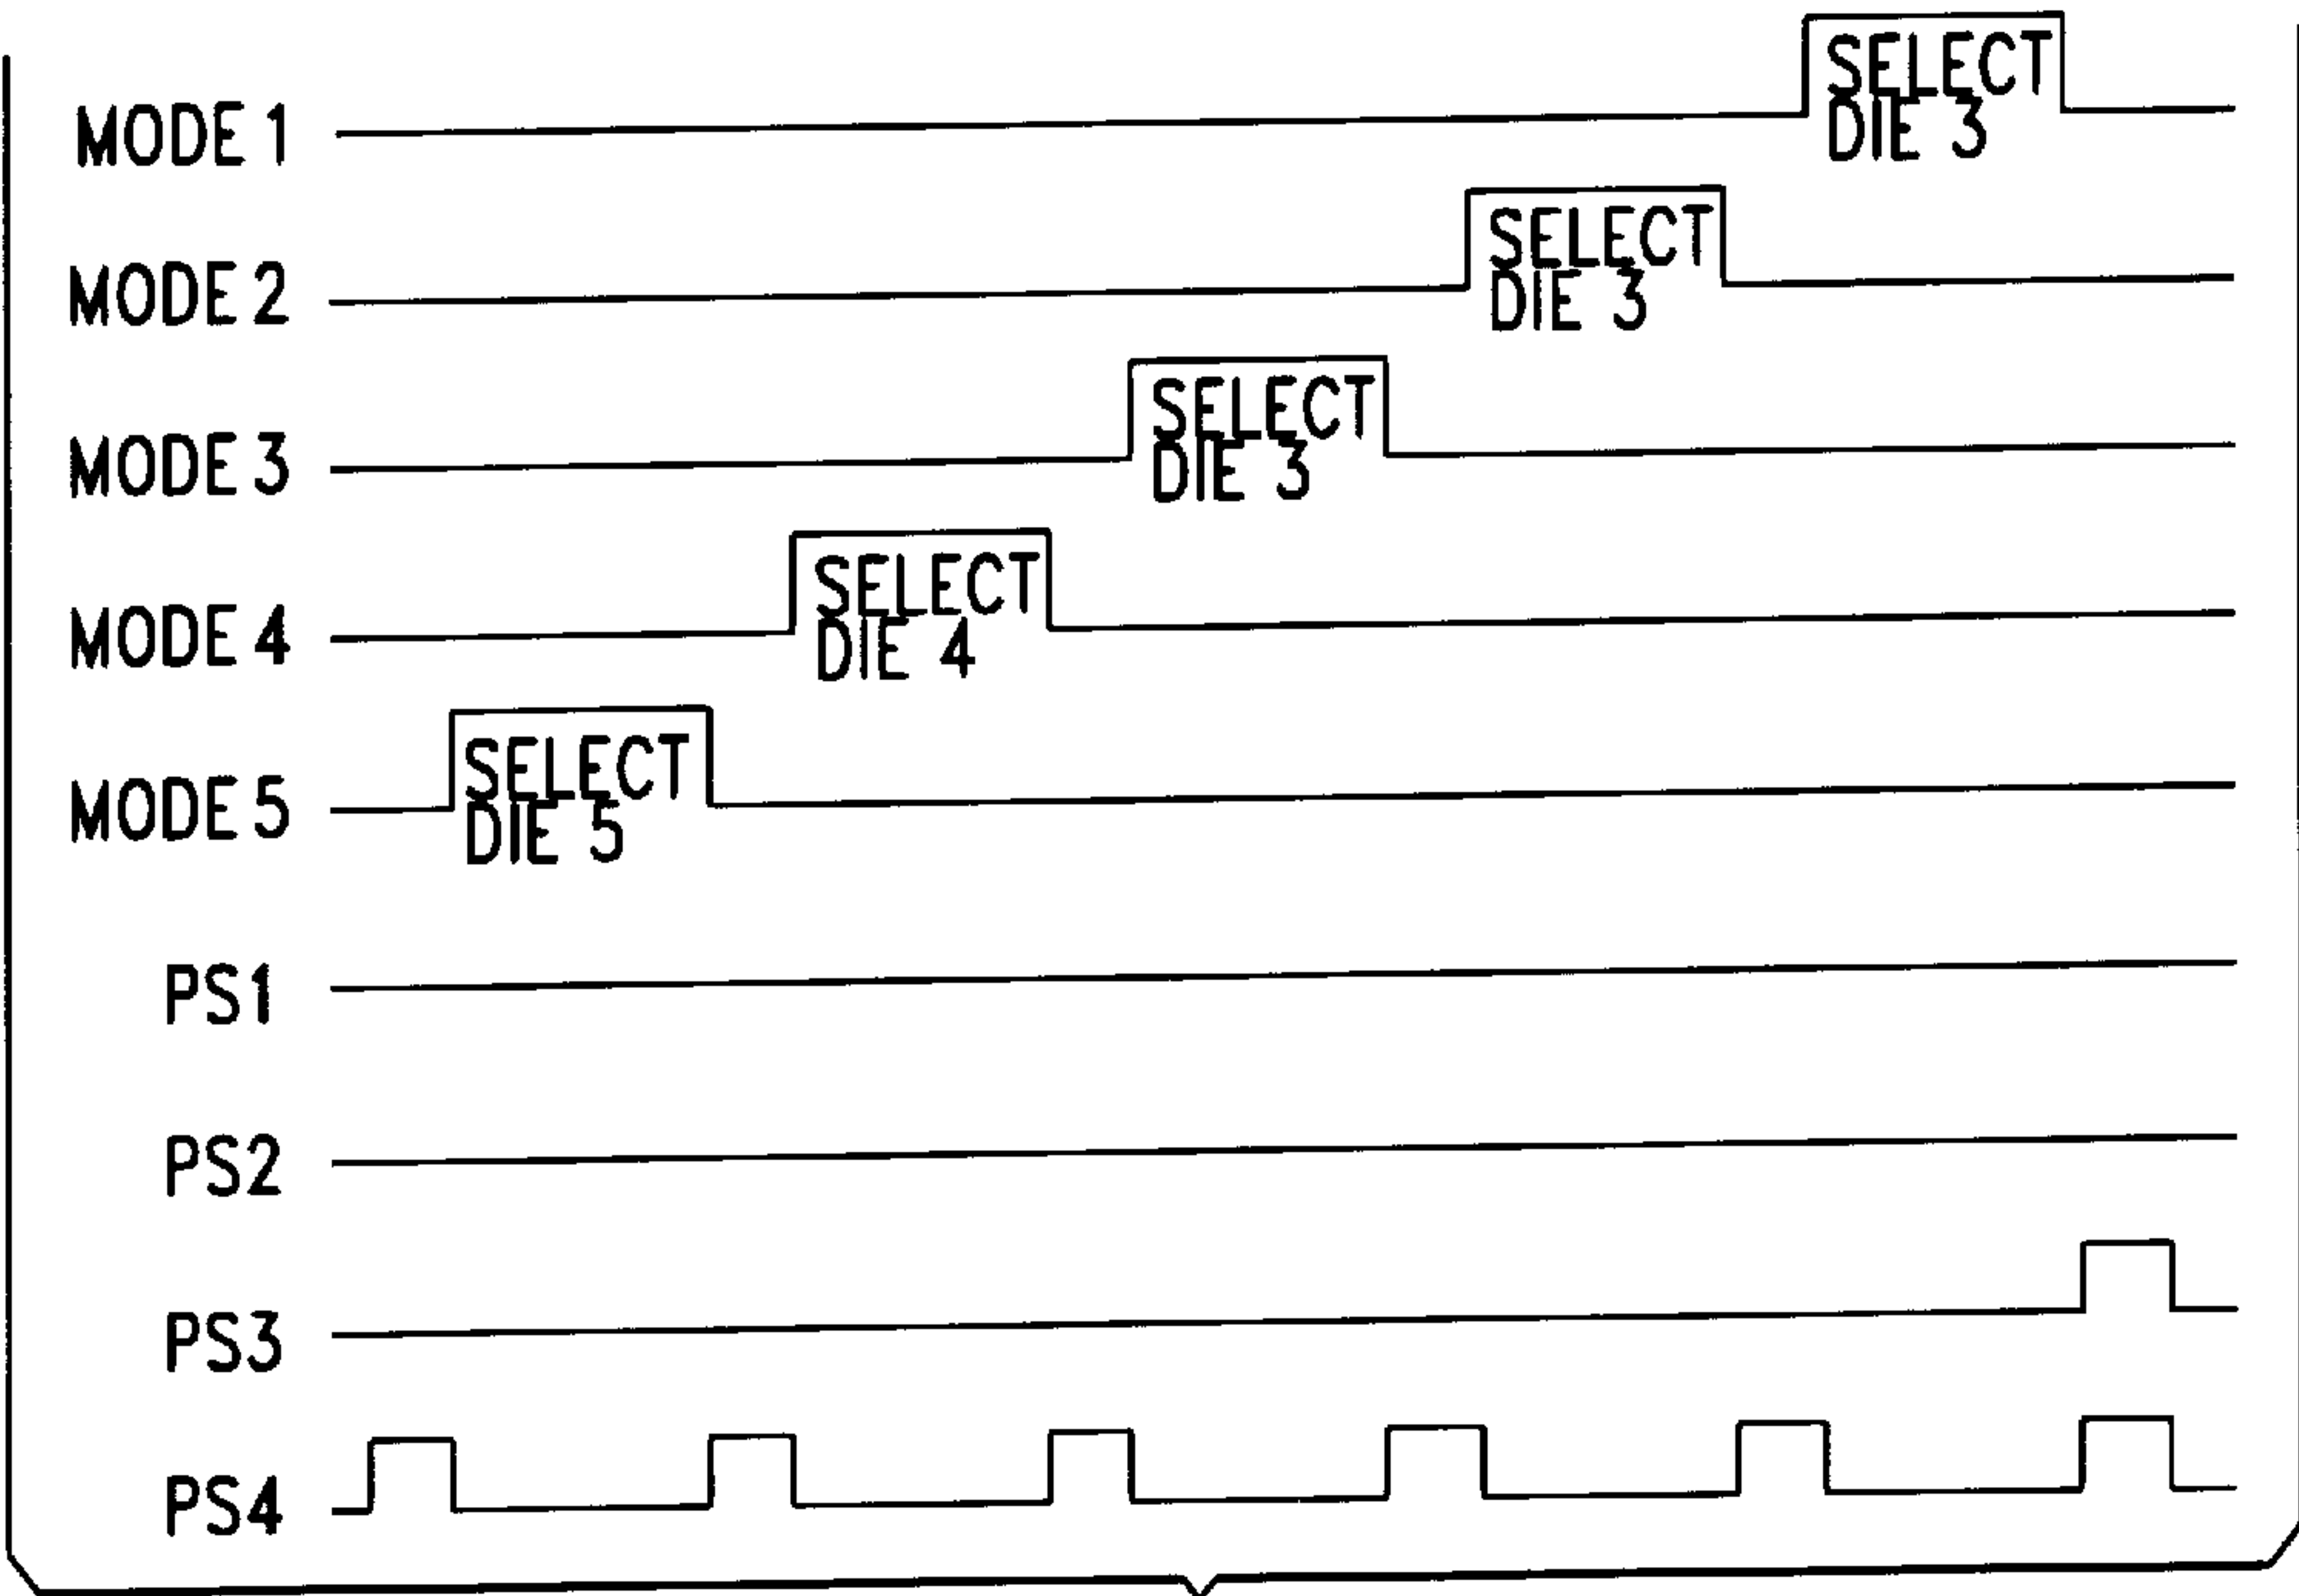 SELECT
DIE 3
MODE 1
SELECT
DIE 3
MODE 2
SELECT
DIE 3
MODE 3
SELECT
DIE 4
MODE 4
SELECT
DIE 5
MODE 5
PS1
PS2
PS3
PS4